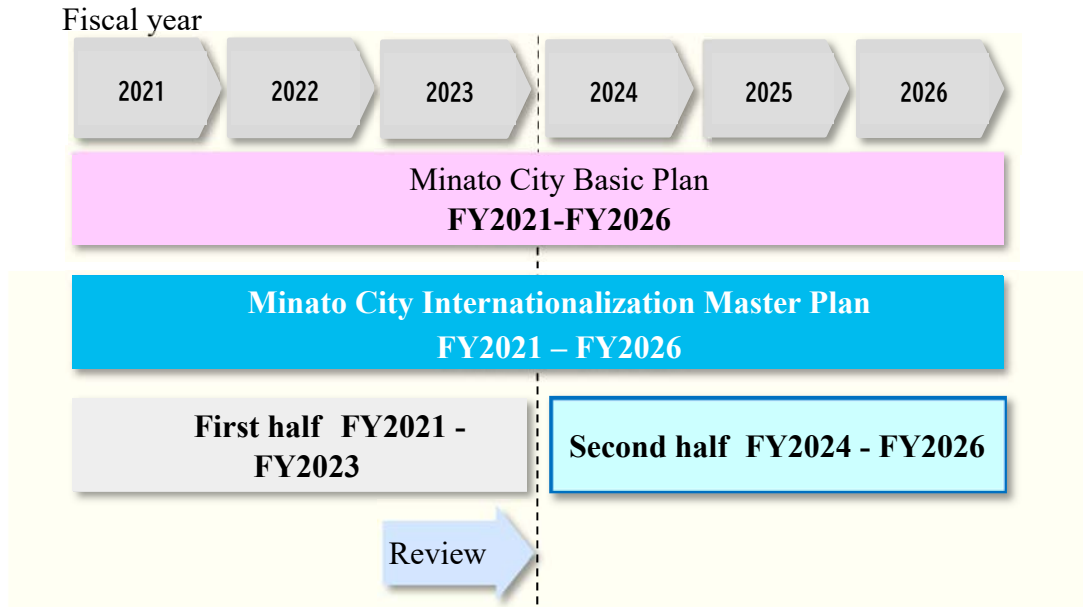 Fiscal year
2021
2022
2023
2024
2025
2026
Minato City Basic Plan
FY2021-FY2026
Minato City Internationalization Master Plan
FY2021 – FY2026
First half FY2021 -
FY2023
Second half FY2024 - FY2026
Review